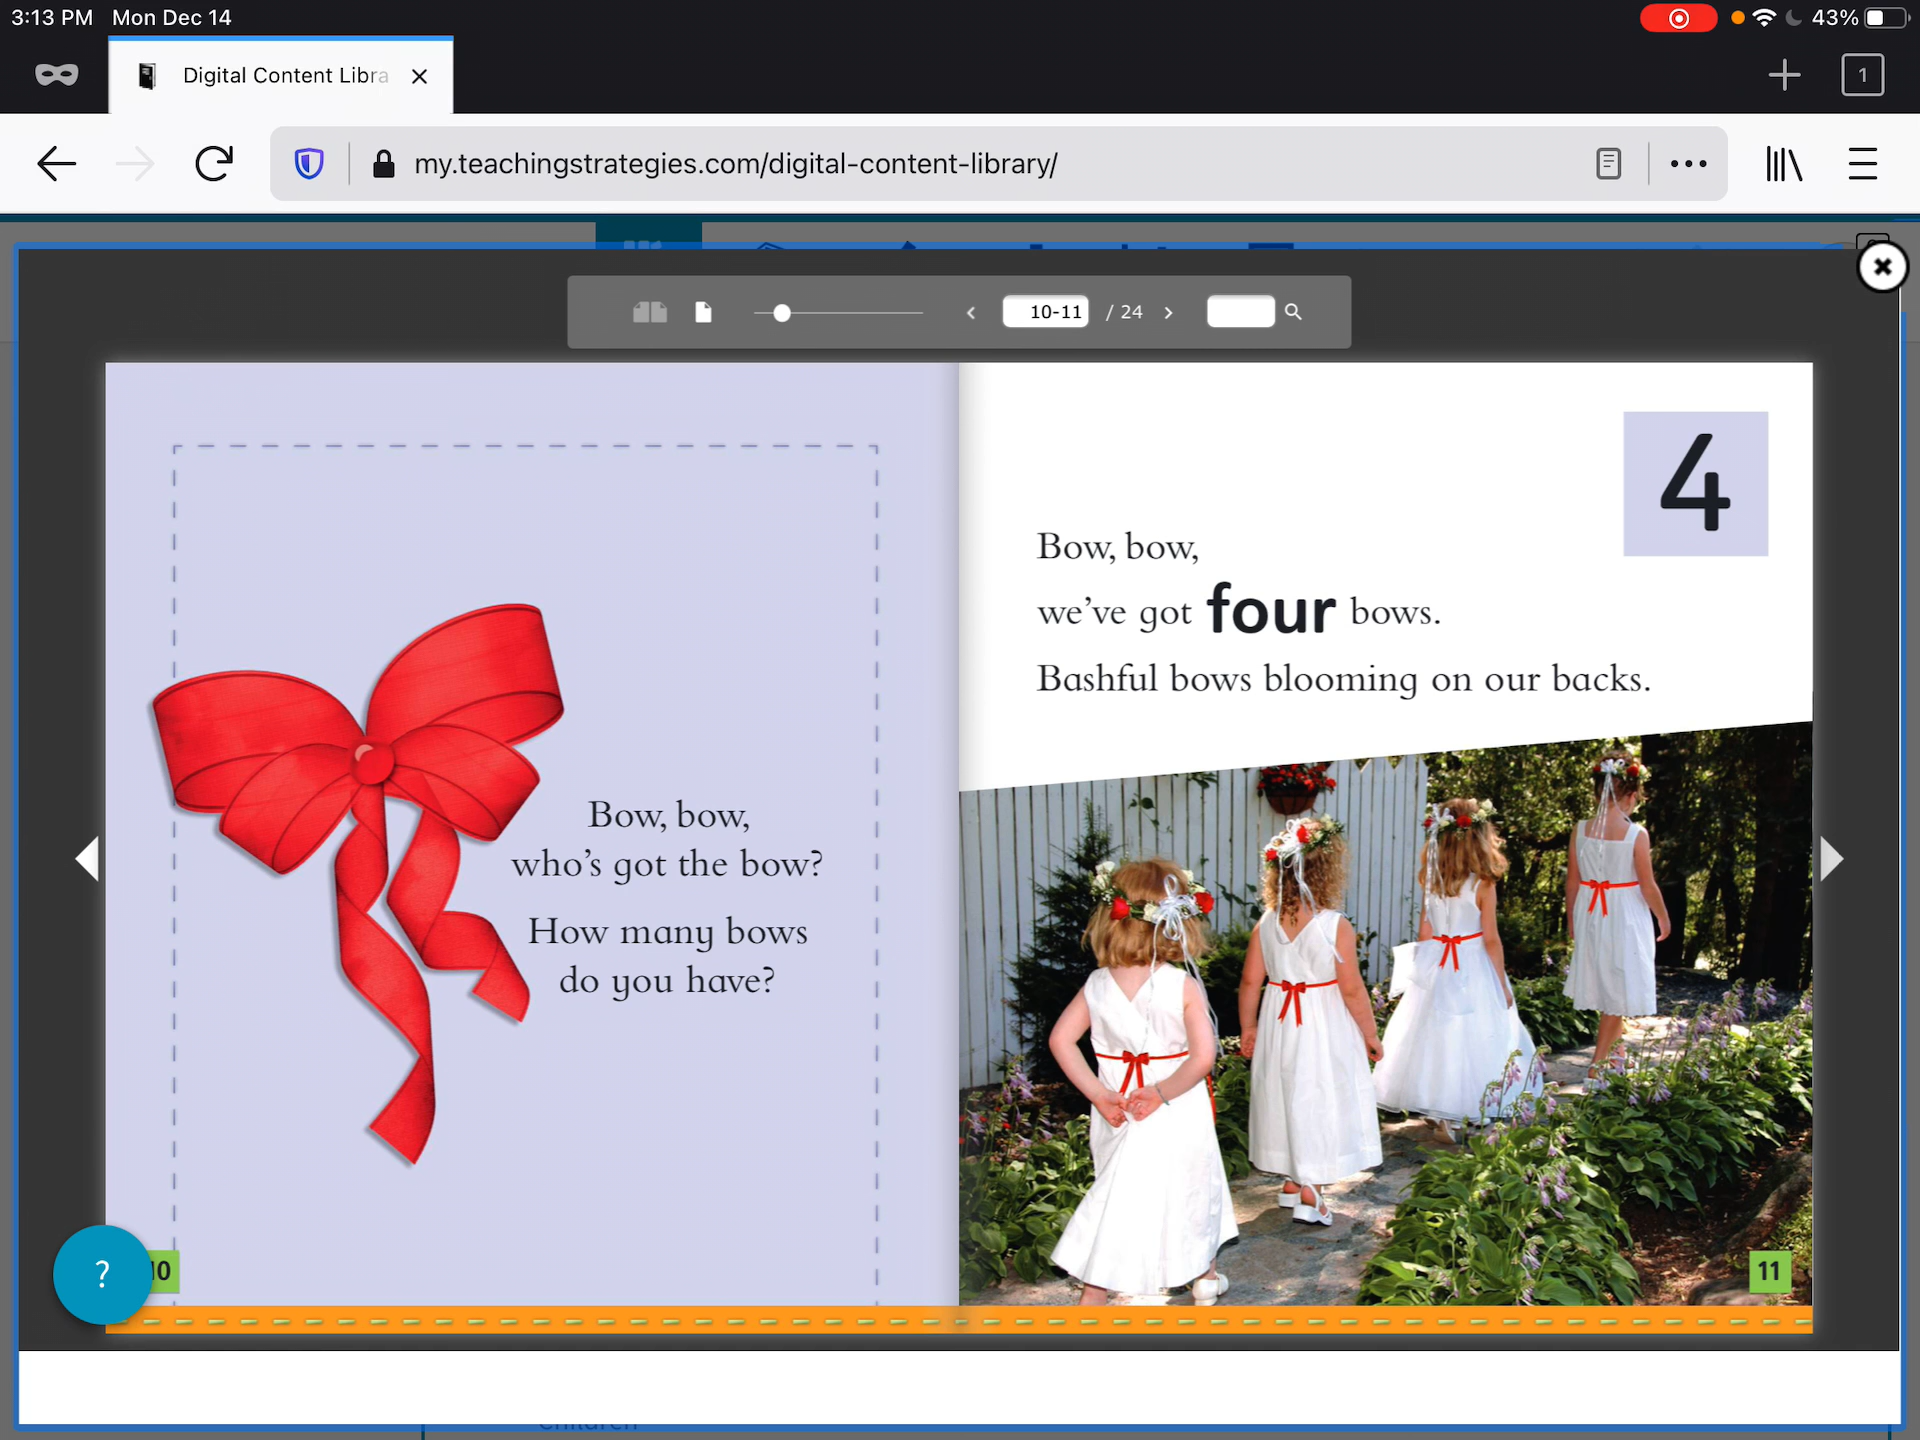 3:13 PM Mon Dec 14
43%
Digital Content Libra
1
my.teachingstrategies.com/digital-content-library/
10-11 / 24
Bow, bow,
who's got the bow?
How many bows
do you have?
4
Bow, bow,
we've got four bows.
Bashful bows blooming on our backs.
?
10
11